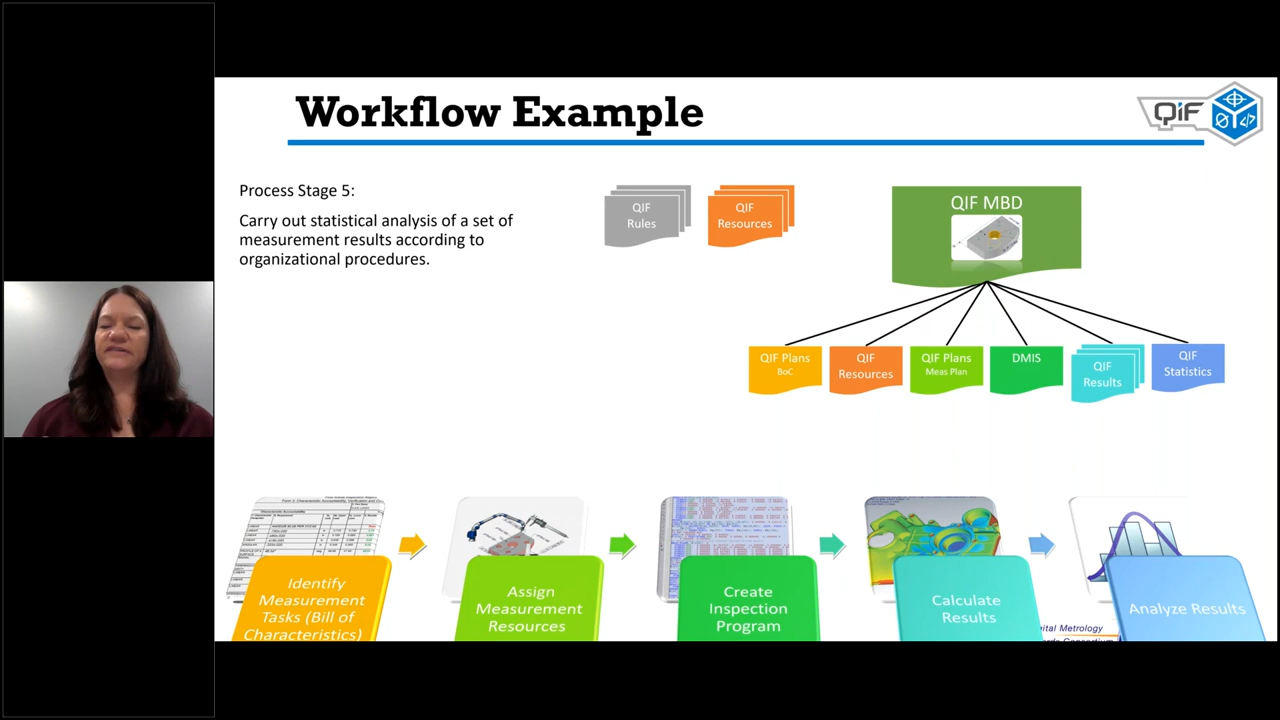 Workflow Example
QIF
Process Stage 5:
Carry out statistical analysis of a set of
measurement results according to
organizational procedures.
QIF
Rules
QIF
Resources
QIF MBD
QIF Plans
BoC
QIF
Resources
QIF Plans
Meas Plan
DMIS
QIF
Results
QIF
Statistics
Identify
Measurement
Tasks (Bill of
Characteristics)
Assign
Measurement
Resources
Create
Inspection
Program
Calculate
Results
Analyze Results
ital Metrology